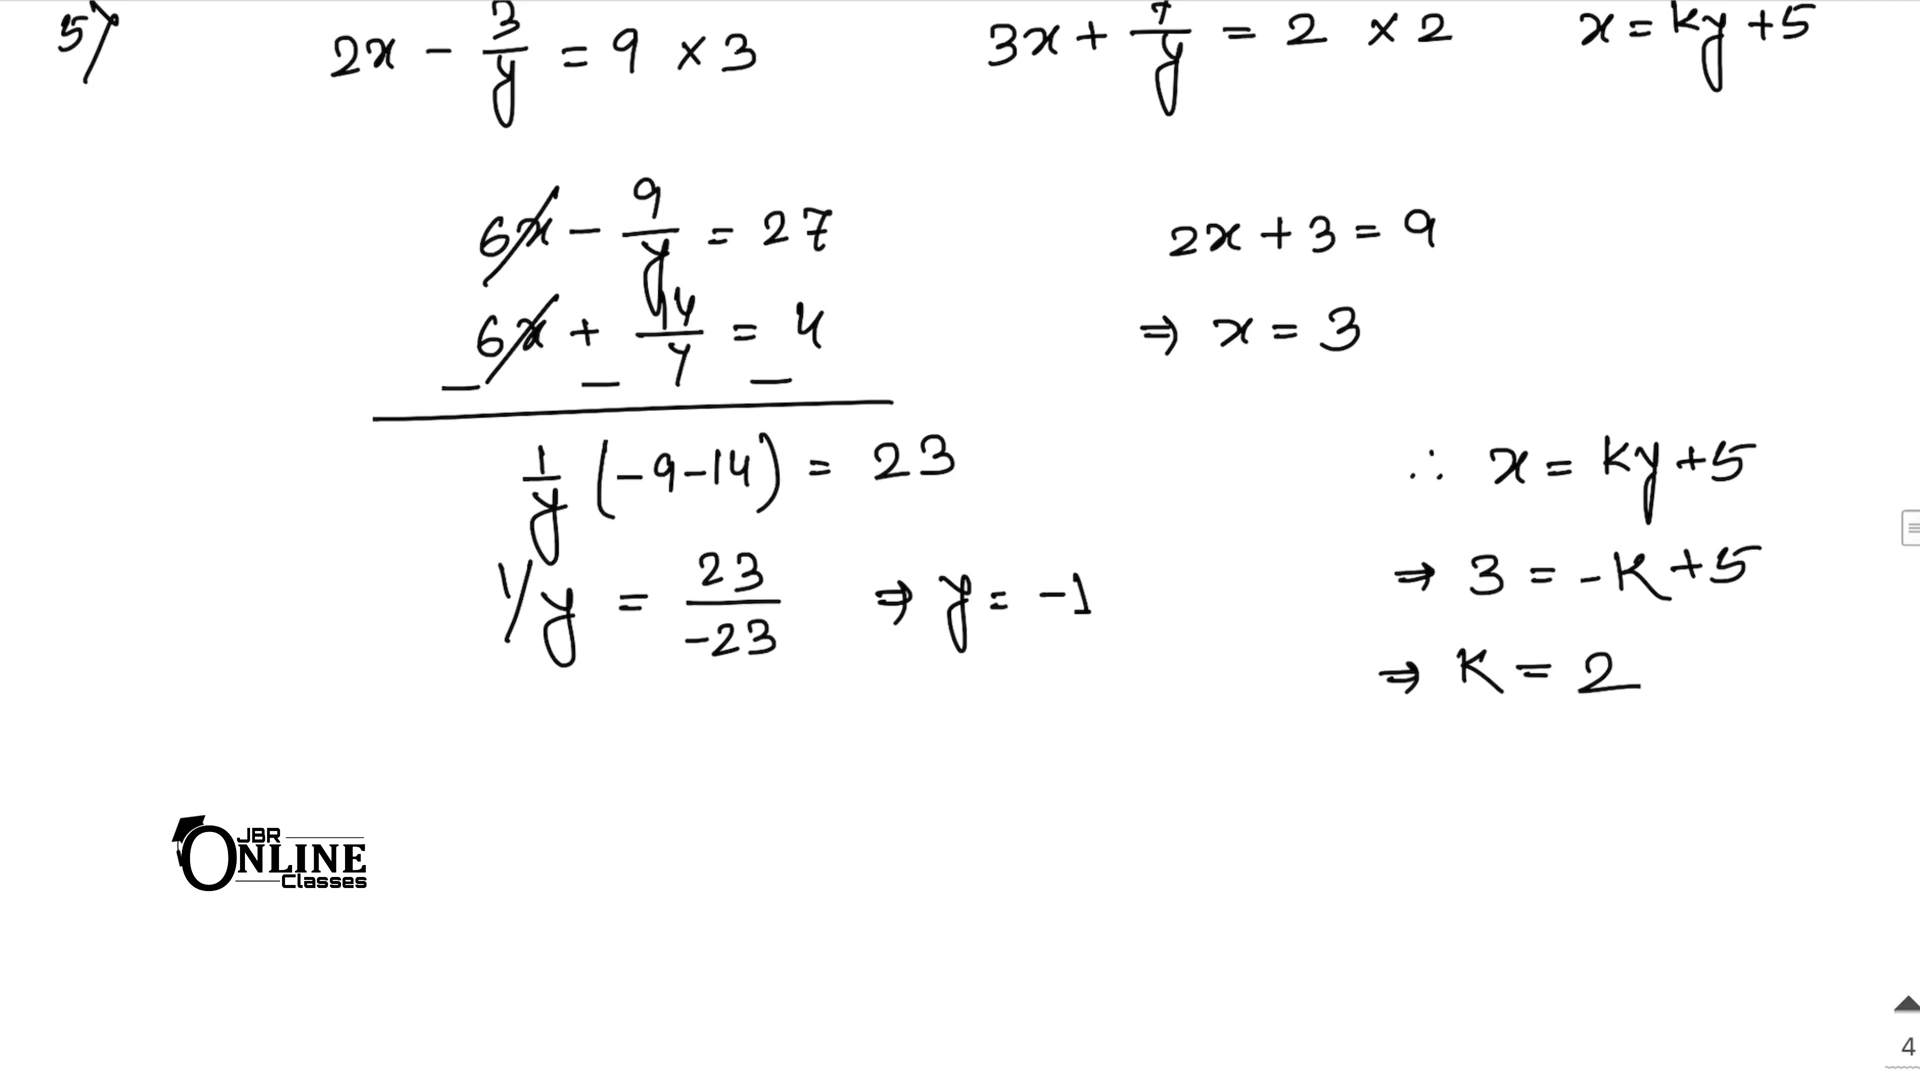 5) 2x - 3/y = 9 × 3 3x + 7/y = 2 × 2 x = Ky + 5
6x - 9/y = 27
6x + 14/y = 4
- - -
1/y (-9-14) = 23
1/y = 23/-23 ⇒ y = -1
2x + 3 = 9
⇒ x = 3
∴ x = Ky + 5
⇒ 3 = -K + 5
⇒ K = 2
JBR
ONLINE
Classes
4